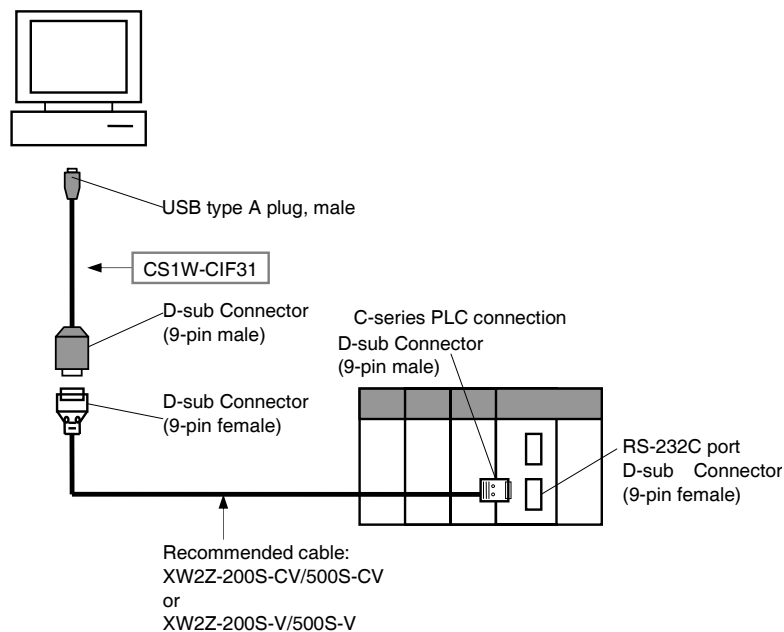 USB type A plug, male
CS1W-CIF31
D-sub Connector
(9-pin male)
C-series PLC connection
D-sub Connector
(9-pin male)
D-sub Connector
(9-pin female)
RS-232C port
D-sub Connector
(9-pin female)
Recommended cable:
XW2Z-200S-CV/500S-CV
or
XW2Z-200S-V/500S-V